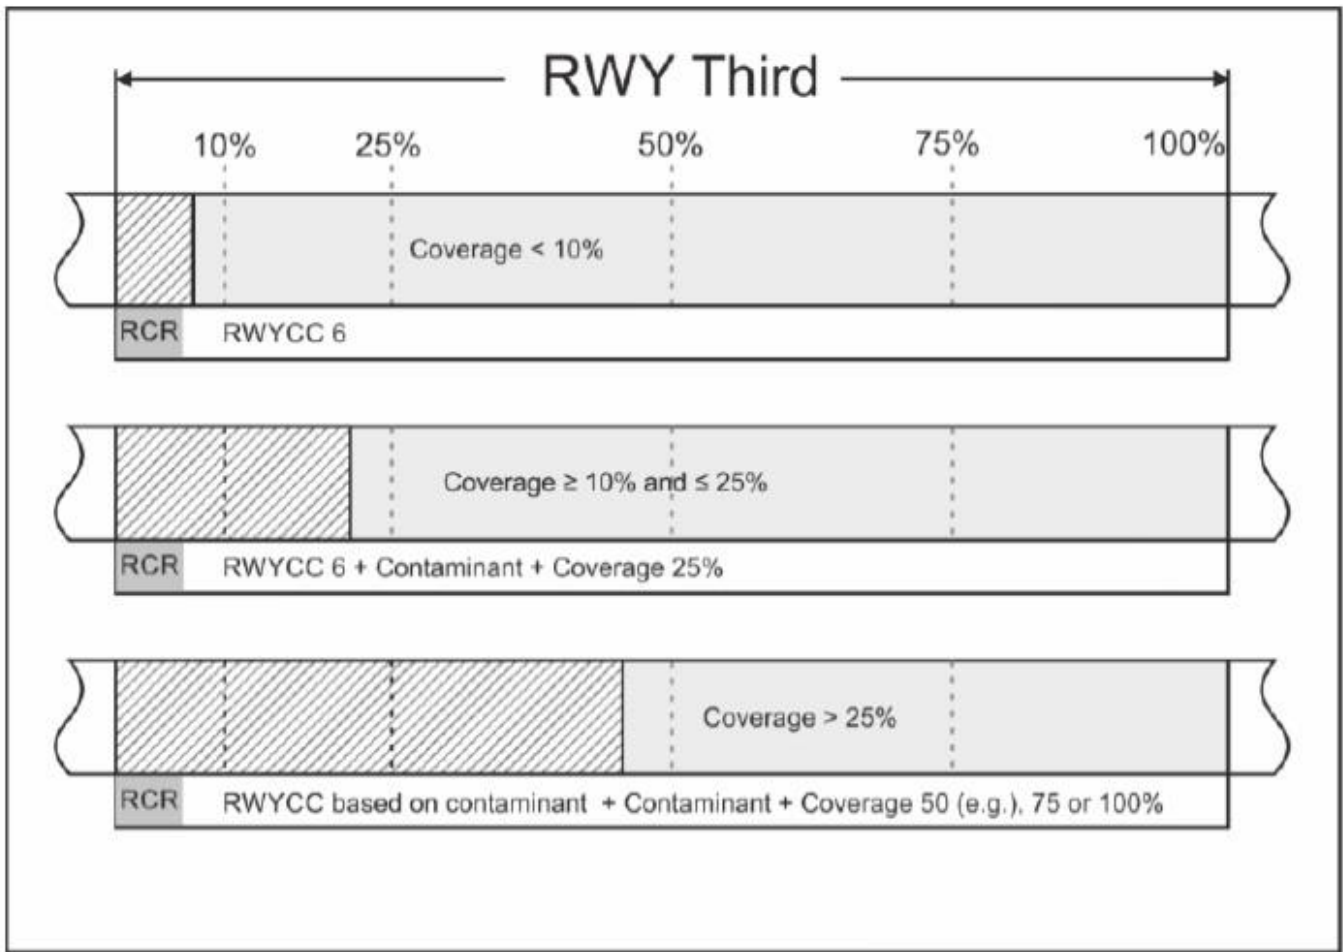 RWY Third
10% 25% 50% 75% 100%
Coverage < 10%
RCR RWYCC 6
Coverage ≥ 10% and ≤ 25%
RCR RWYCC 6 + Contaminant + Coverage 25%
Coverage > 25%
RCR RWYCC based on contaminant + Contaminant + Coverage 50 (e.g.), 75 or 100%